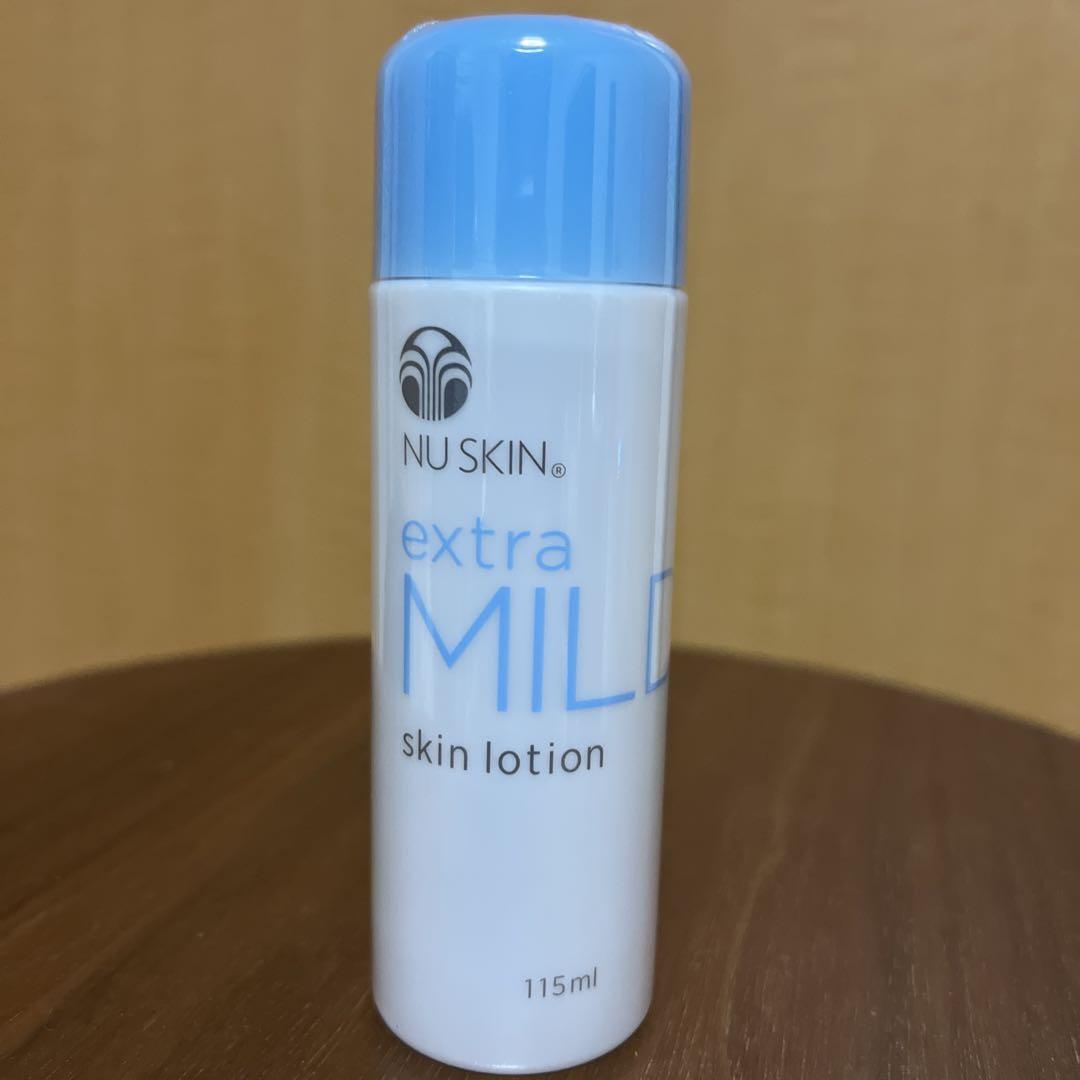 NU SKIN®
extra
MILD
skin lotion
115ml